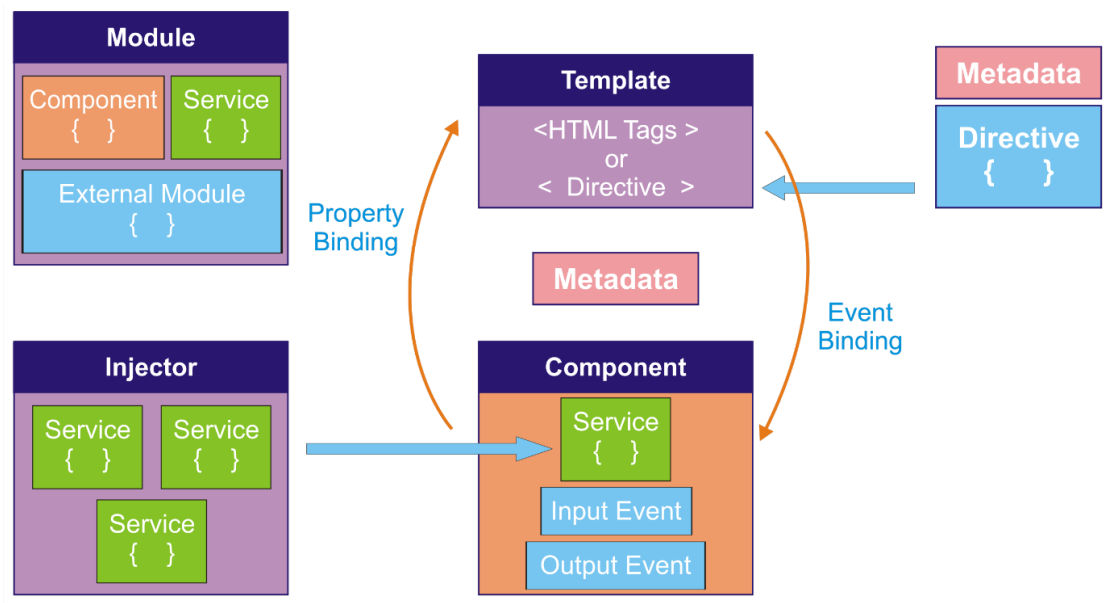 Module
Component
{ }
Service
{ }
External Module
{ }
Template
<HTML Tags >
or
< Directive >
Metadata
Directive
{ }
Property
Binding
Metadata
Event
Binding
Injector
Service
{ }
Service
{ }
Service
{ }
Component
Service
{ }
Input Event
Output Event